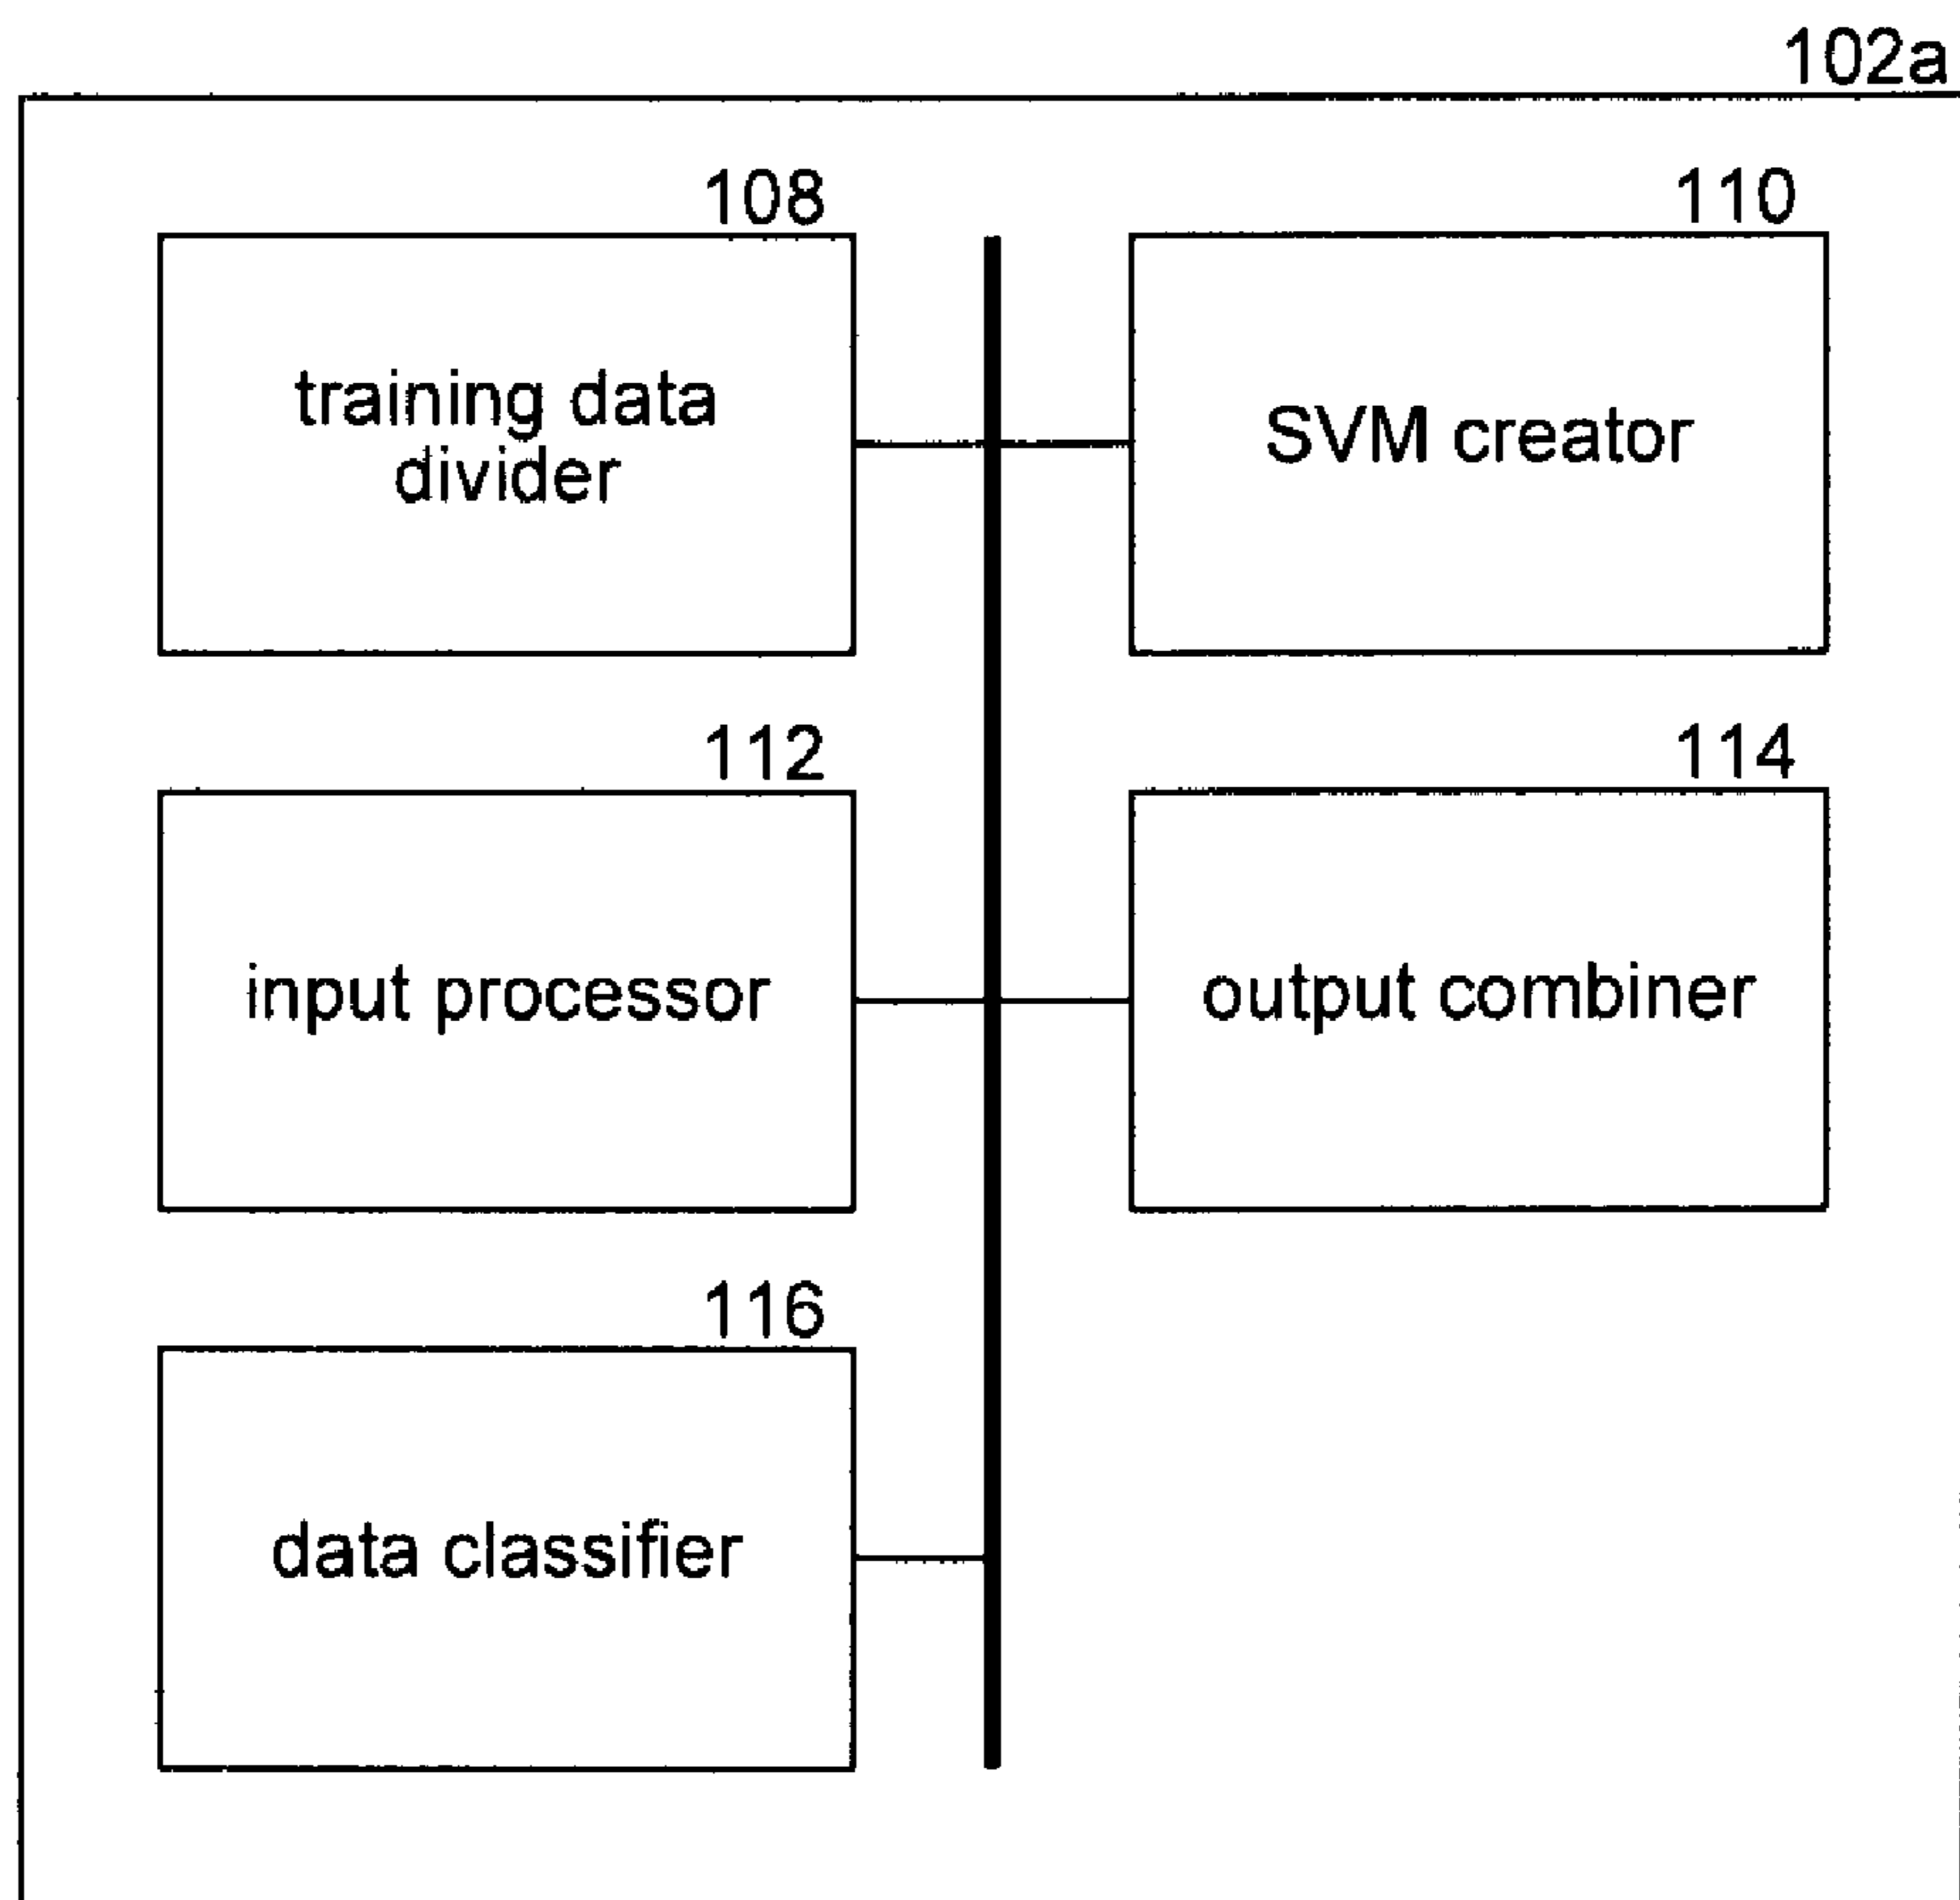 102a
108
110
training data
divider
SVM creator
112
114
input processor
output combiner
116
data classifier